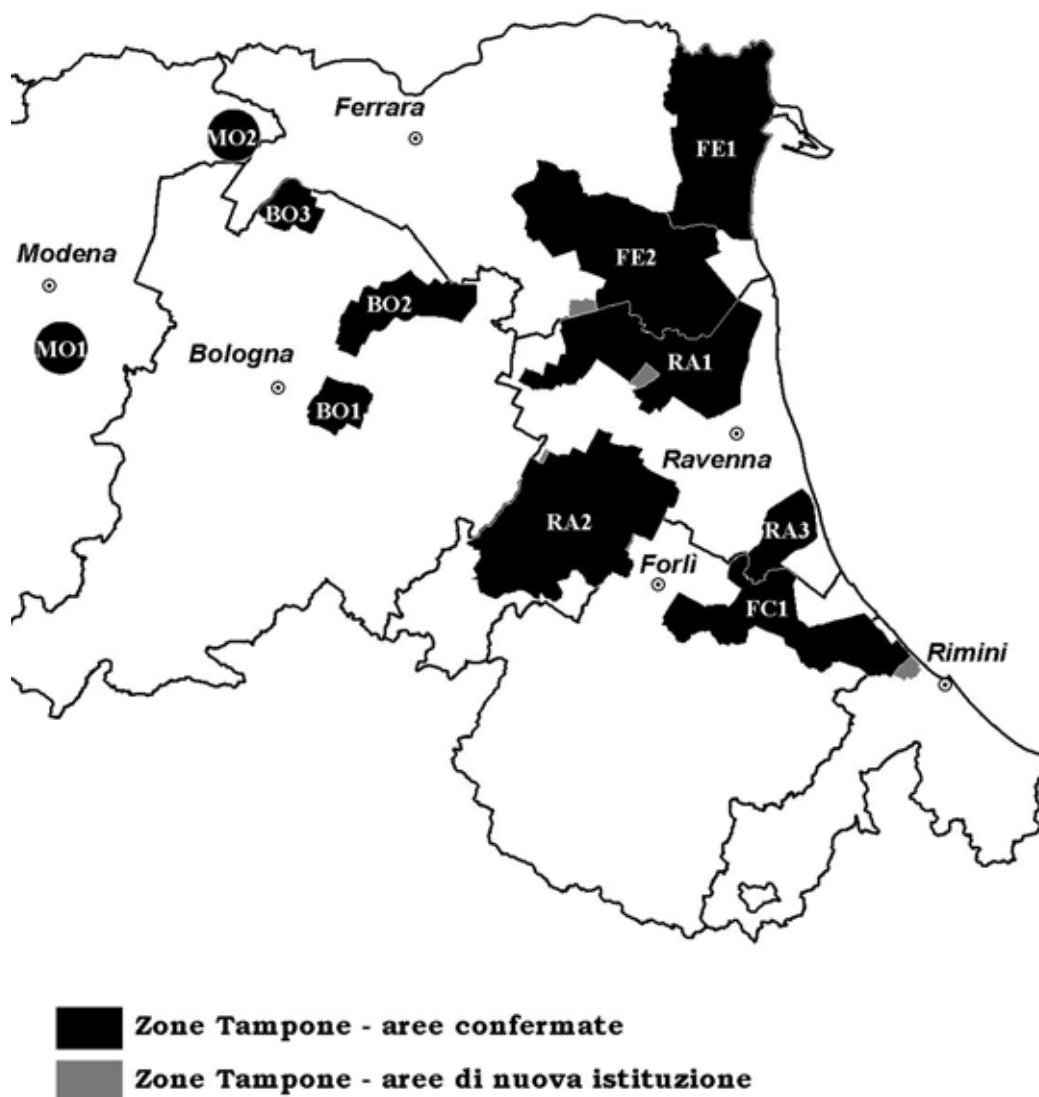 Ferrara
MO2
FE1
BO3
Modena
FE2
BO2
MO1
Bologna
RA1
BO1
Ravenna
RA2
RA3
Forlì
FC1
Rimini
Zone Tampone - aree confermate
Zone Tampone - aree di nuova istituzione